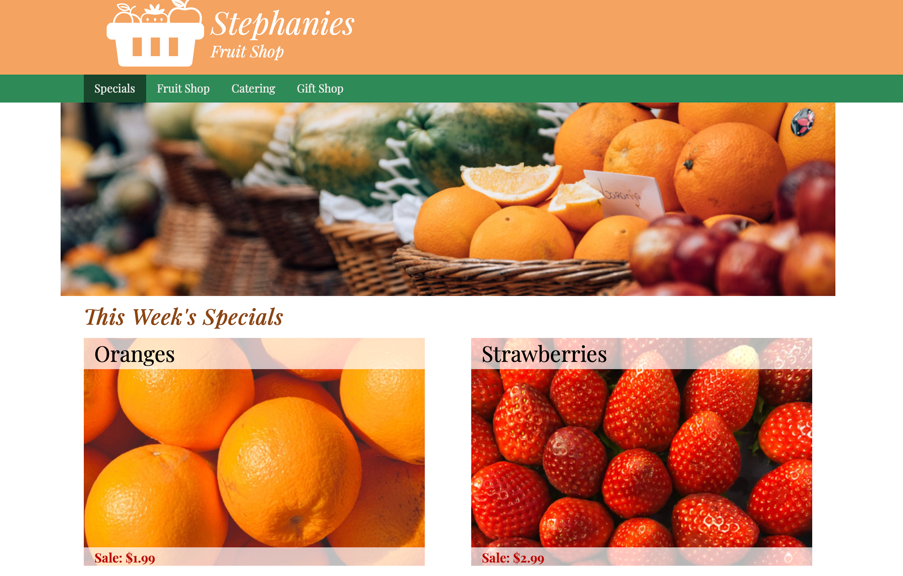 Stephanies
Fruit Shop
Specials Fruit Shop Catering Gift Shop
This Week's Specials
Oranges
Strawberries
Sale: $1.99
Sale: $2.99